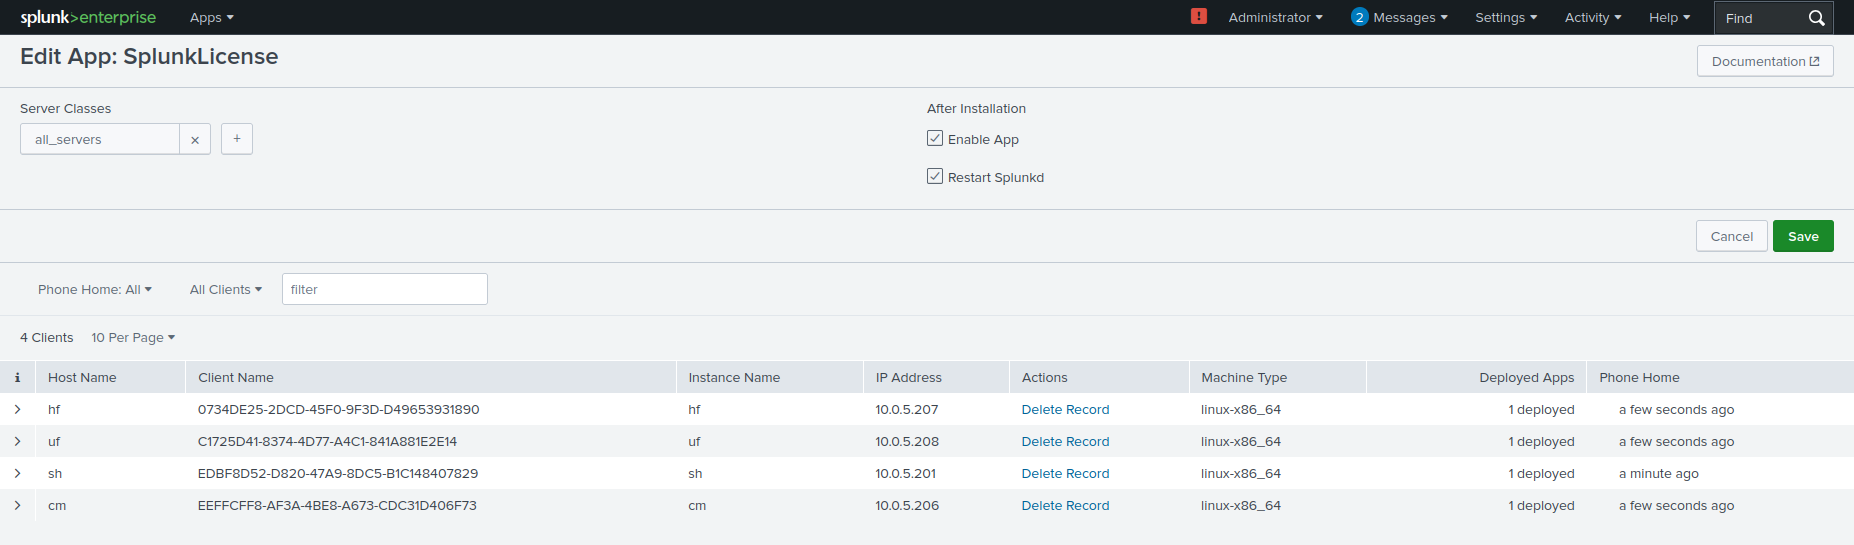 splunk>enterprise Apps ! Administrator 2 Messages Settings Activity Help Find
Edit App: SplunkLicense
Documentation
Server Classes After Installation
all_servers × + Enable App
Restart Splunkd
Cancel Save
Phone Home: All All Clients filter
4 Clients 10 Per Page
i Host Name Client Name Instance Name IP Address Actions Machine Type Deployed Apps Phone Home
> hf 0734DE25-2DCD-45F0-9F3D-D49653931890 hf 10.0.5.207 Delete Record linux-x86_64 1 deployed a few seconds ago
> uf C1725D41-8374-4D77-A4C1-841A881E2E14 uf 10.0.5.208 Delete Record linux-x86_64 1 deployed a few seconds ago
> sh EDBF8D52-D820-47A9-8DC5-B1C148407829 sh 10.0.5.201 Delete Record linux-x86_64 1 deployed a minute ago
> cm EEFFCFF8-AF3A-4BE8-A673-CDC31D406F73 cm 10.0.5.206 Delete Record linux-x86_64 1 deployed a few seconds ago